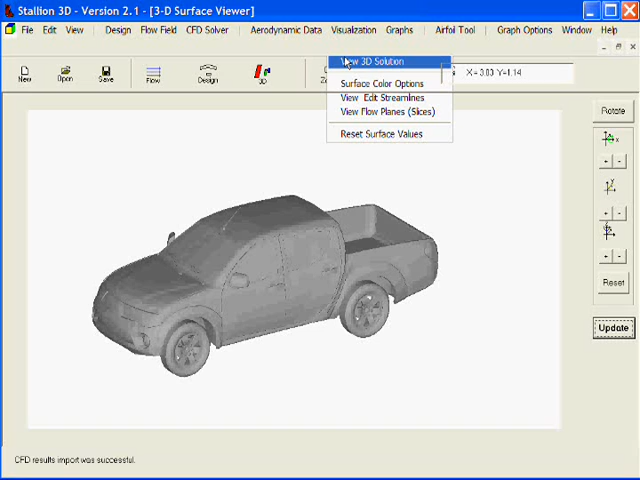 Stallion 3D - Version 2.1 - [3-D Surface Viewer]
File Edit View Design Flow Field CFD Solver Aerodynamic Data Visualzation Graphs Airfoil Tool Graph Options Window Help
New Open Save Flow Design 3D X = 3.03 Y=1.14
View 3D Solution
Surface Color Options
View Edit Streamlines
View Flow Planes (Slices)
Reset Surface Values
Rotate
x
+ -
Y
+ -
+ -
Reset
Update
CFD results import was successful.